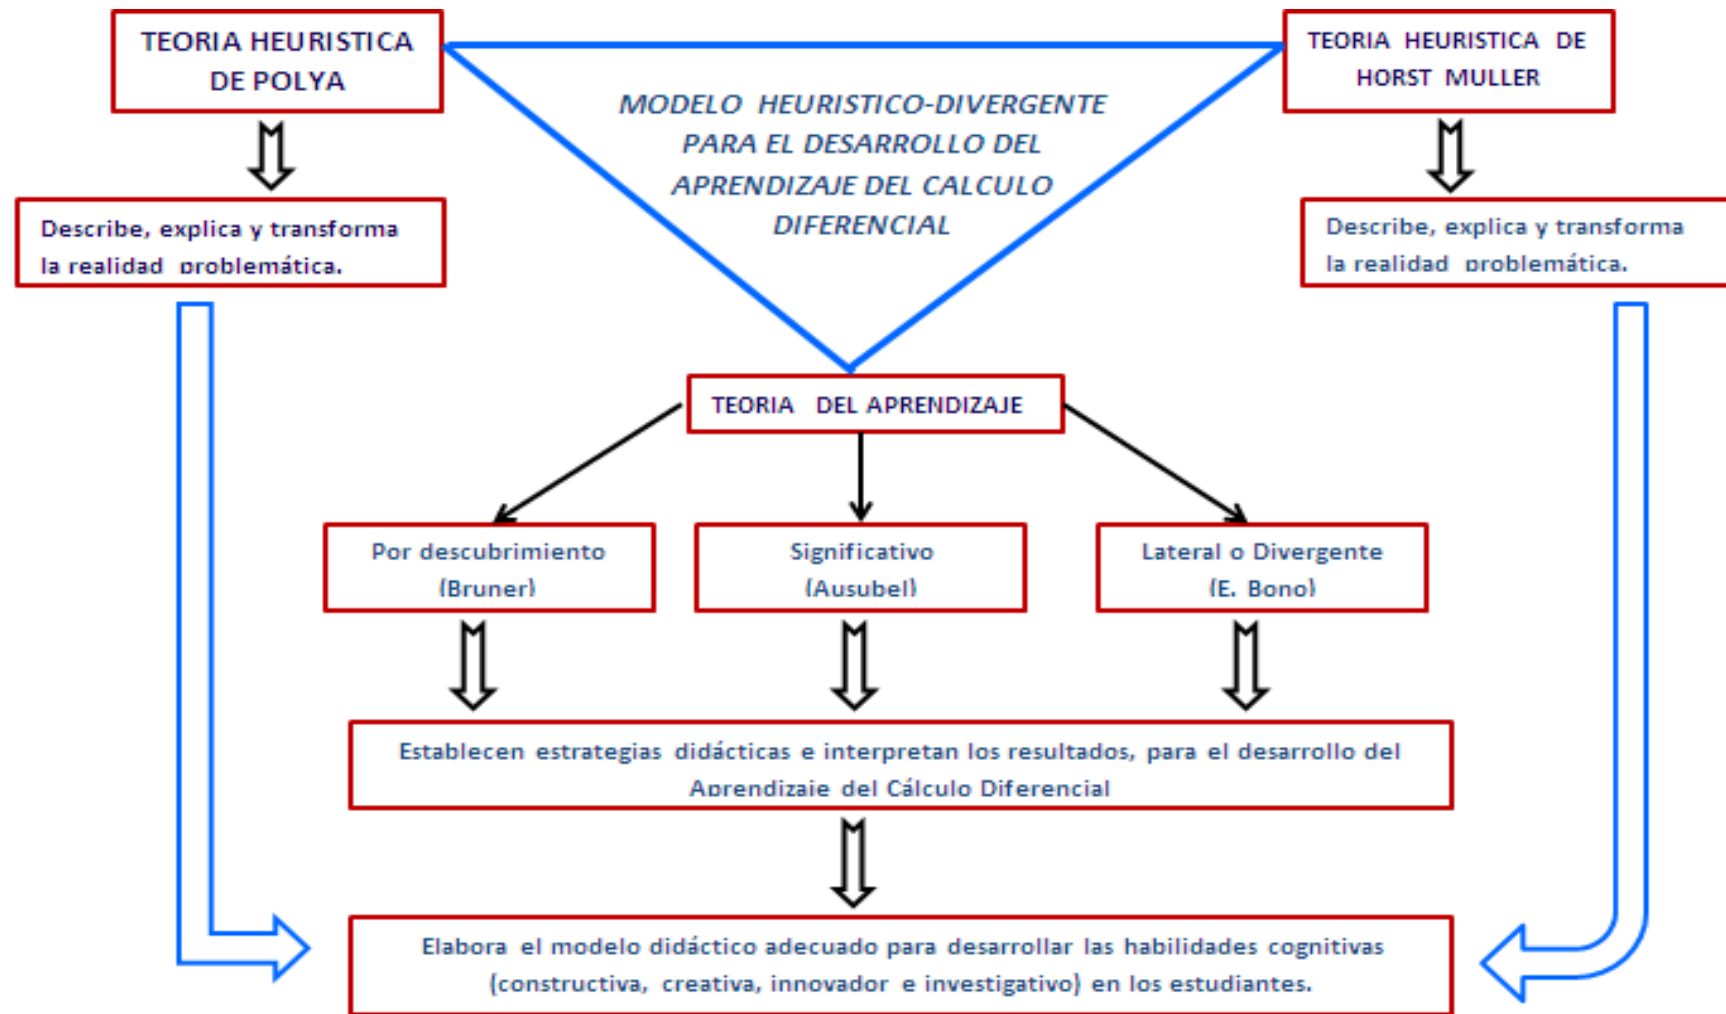 TEORIA HEURISTICA
DE POLYA
TEORIA HEURISTICA DE
HORST MULLER
MODELO HEURISTICO-DIVERGENTE
PARA EL DESARROLLO DEL
APRENDIZAJE DEL CALCULO
DIFERENCIAL
Describe, explica y transforma
la realidad problemática.
Describe, explica y transforma
la realidad problemática.
TEORIA DEL APRENDIZAJE
Por descubrimiento
(Bruner)
Significativo
(Ausubel)
Lateral o Divergente
(E. Bono)
Establecen estrategias didácticas e interpretan los resultados, para el desarrollo del
Aprendizaje del Cálculo Diferencial
Elabora el modelo didáctico adecuado para desarrollar las habilidades cognitivas
(constructiva, creativa, innovador e investigativo) en los estudiantes.